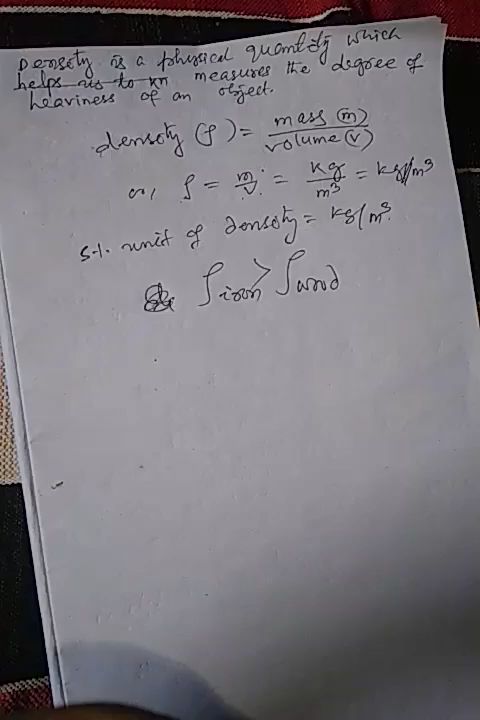 Density is a physical quantity which
helps us to kn measures the degree of
heaviness of an object.
density (ρ) = mass (m) / volume (v)
or, ρ = m/v = kg/m³ = kg/m³
S.I. unit of density = kg/m³.
ρiron > ρwood